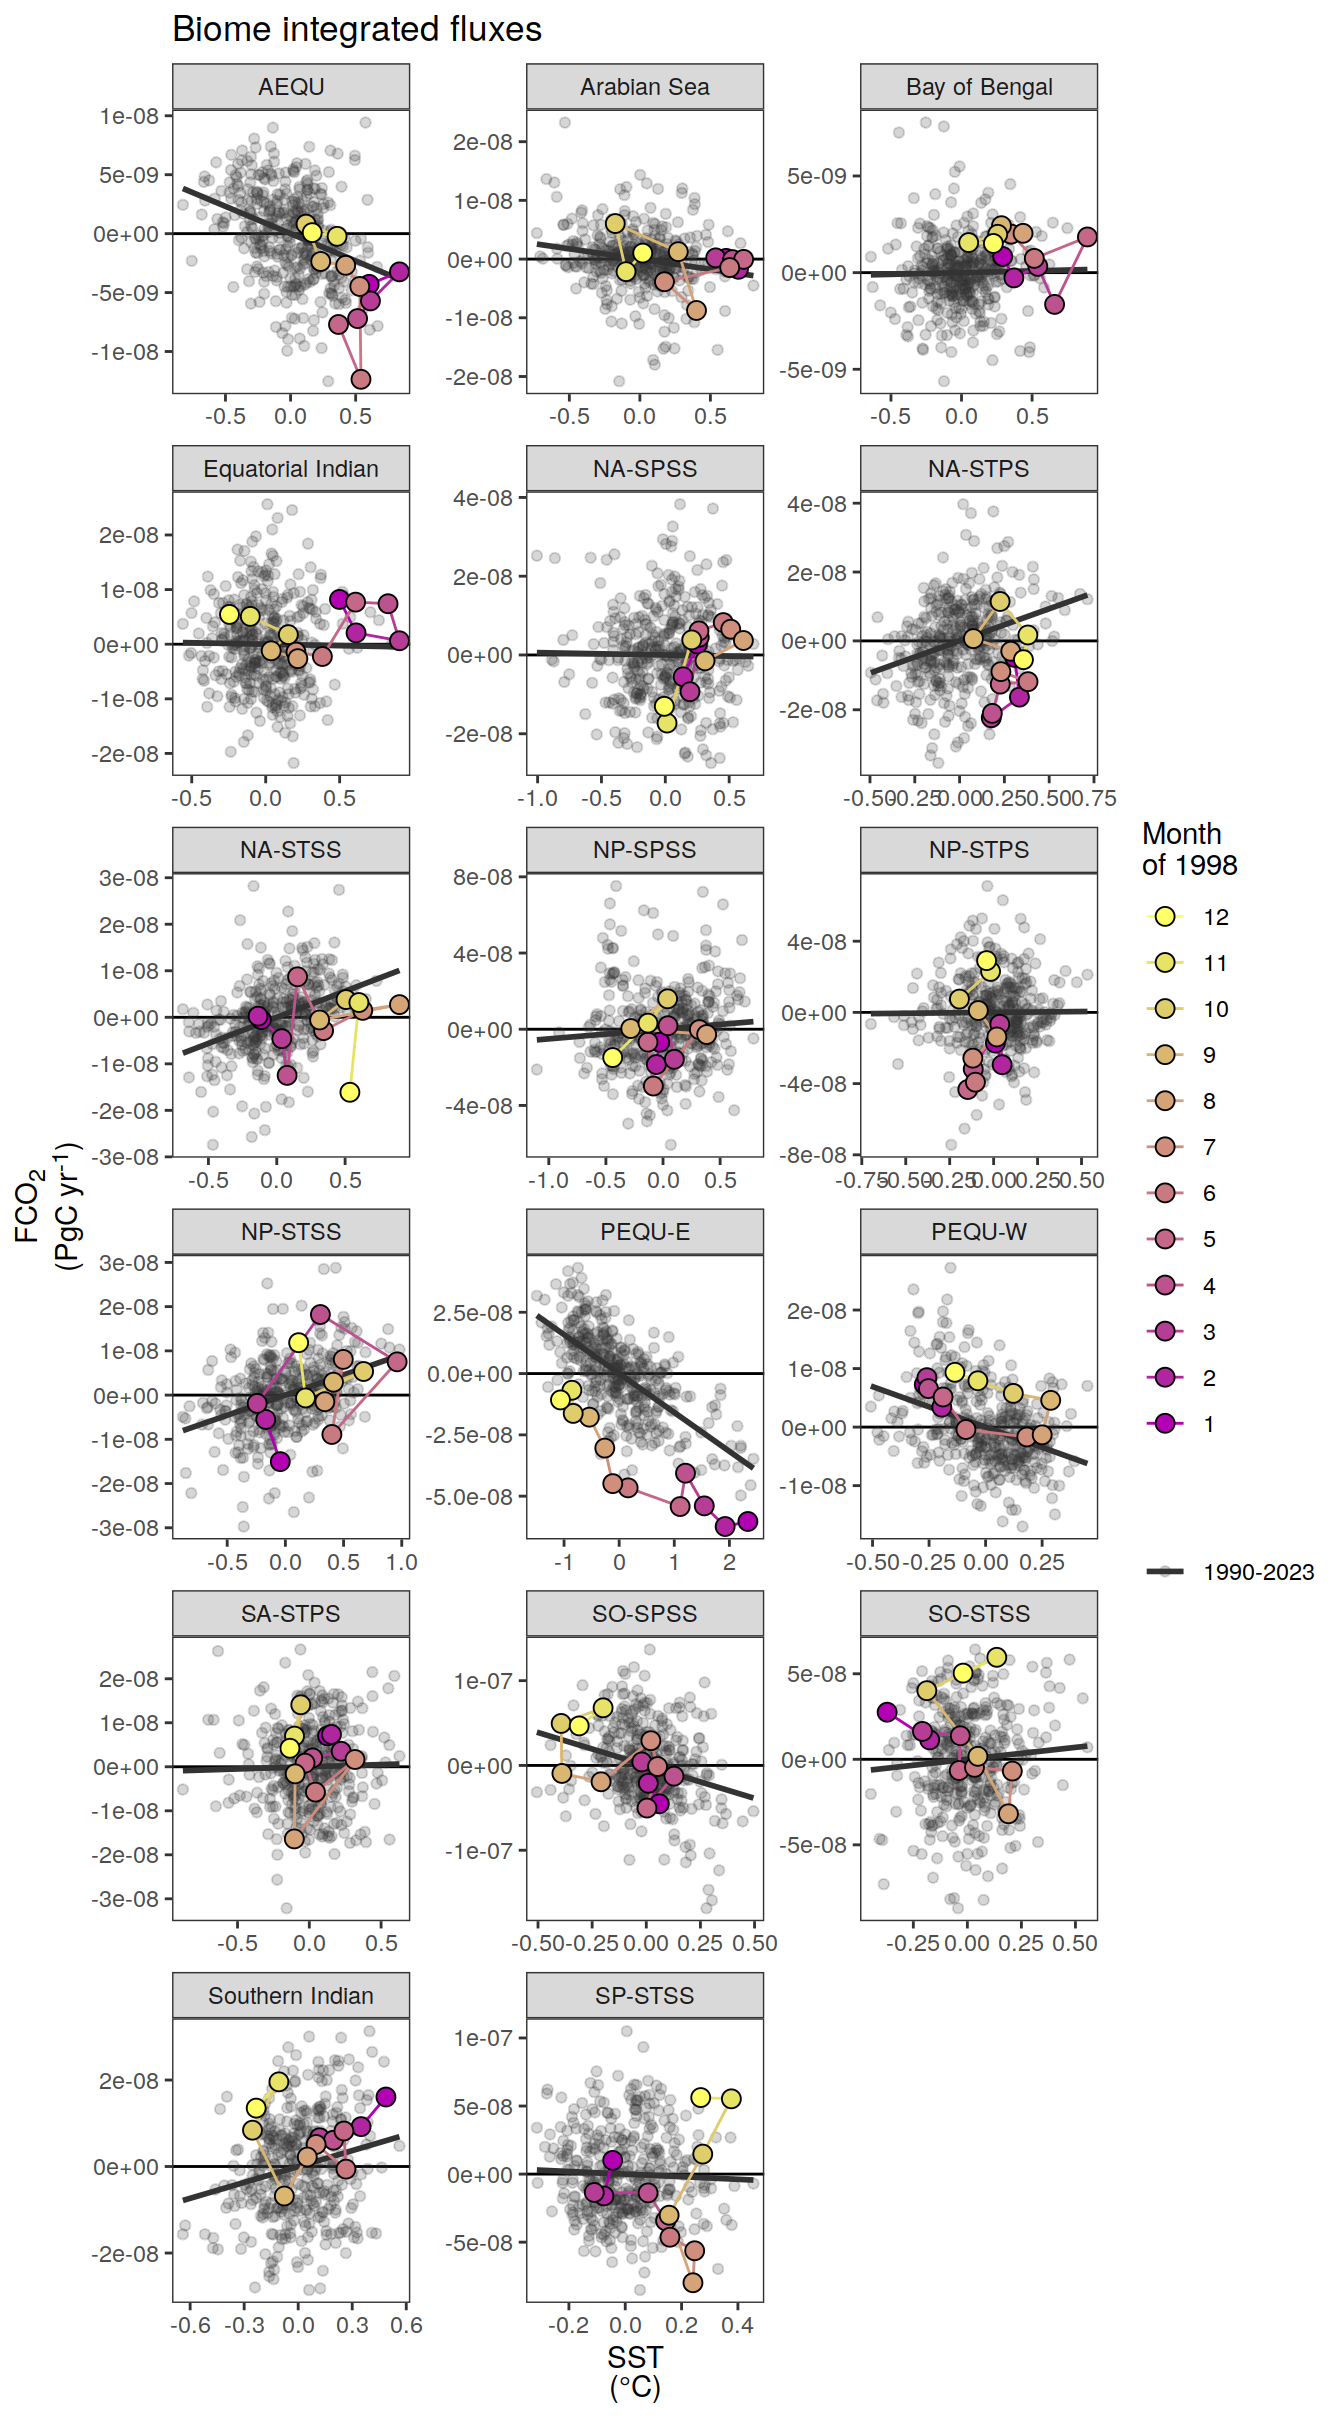 Biome integrated fluxes
AEQU
Arabian Sea
Bay of Bengal
1e-08
5e-09
0e+00
-5e-09
-1e-08
2e-08
1e-08
0e+00
-1e-08
-2e-08
5e-09
0e+00
-5e-09
-0.5 0.0 0.5
-0.5 0.0 0.5
-0.5 0.0 0.5
Equatorial Indian
NA-SPSS
NA-STPS
2e-08
1e-08
0e+00
-1e-08
-2e-08
4e-08
2e-08
0e+00
-2e-08
4e-08
2e-08
0e+00
-2e-08
-0.5 0.0 0.5
-1.0 -0.5 0.0 0.5
-0.50 -0.25 0.00 0.25 0.50 0.75
NA-STSS
NP-SPSS
NP-STPS
3e-08
2e-08
1e-08
0e+00
-1e-08
-2e-08
-3e-08
8e-08
4e-08
0e+00
-4e-08
4e-08
0e+00
-4e-08
-8e-08
-0.5 0.0 0.5
-1.0 -0.5 0.0 0.5
-0.75 -0.50 -0.25 0.00 0.25 0.50
NP-STSS
PEQU-E
PEQU-W
3e-08
2e-08
1e-08
0e+00
-1e-08
-2e-08
-3e-08
2.5e-08
0.0e+00
-2.5e-08
-5.0e-08
2e-08
1e-08
0e+00
-1e-08
-0.5 0.0 0.5 1.0
-1 0 1 2
-0.50 -0.25 0.00 0.25
SA-STPS
SO-SPSS
SO-STSS
2e-08
1e-08
0e+00
-1e-08
-2e-08
-3e-08
1e-07
0e+00
-1e-07
5e-08
0e+00
-5e-08
-0.5 0.0 0.5
-0.50 -0.25 0.00 0.25 0.50
-0.25 0.00 0.25 0.50
Southern Indian
SP-STSS
2e-08
0e+00
-2e-08
1e-07
5e-08
0e+00
-5e-08
-0.6 -0.3 0.0 0.3 0.6
-0.2 0.0 0.2 0.4
SST
(°C)
FCO₂
(PgC yr⁻¹)
Month
of 1998
12
11
10
9
8
7
6
5
4
3
2
1
1990-2023